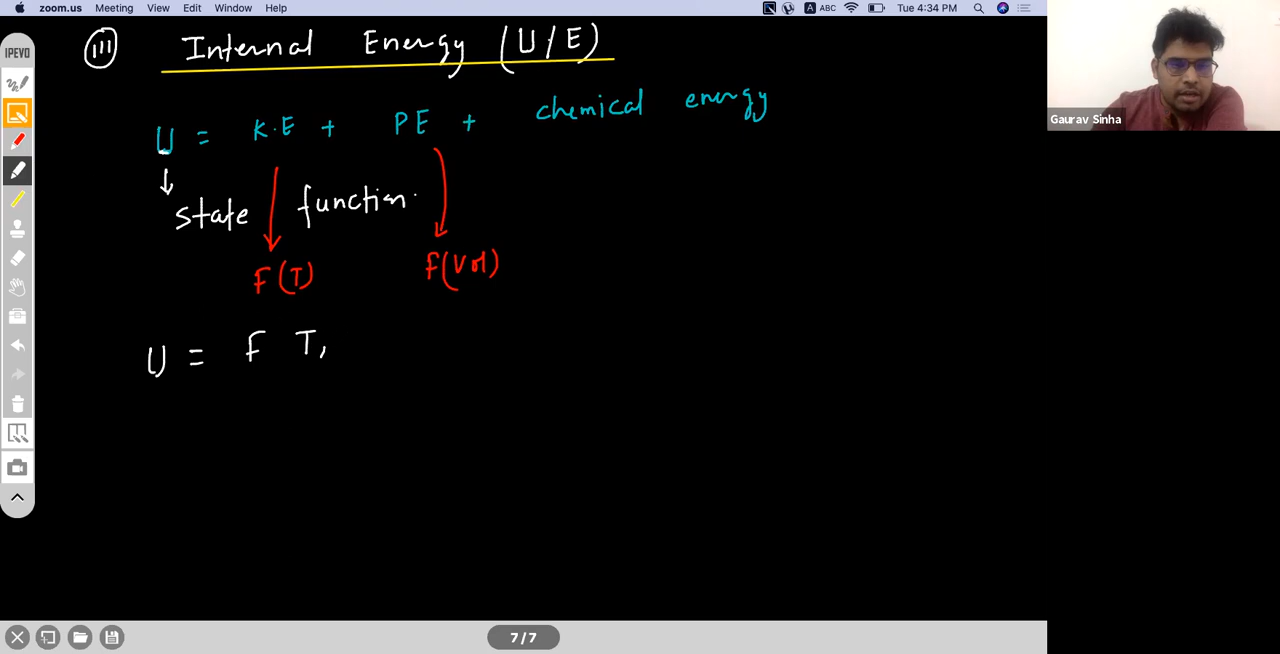 zoom.us Meeting View Edit Window Help
A ABC Tue 4:34 PM
IPEVO
(III) Internal Energy (U/E)
U = K.E + PE + chemical energy
state function.
F(T) F(Vol)
U = F T,
Gaurav Sinha
7/7